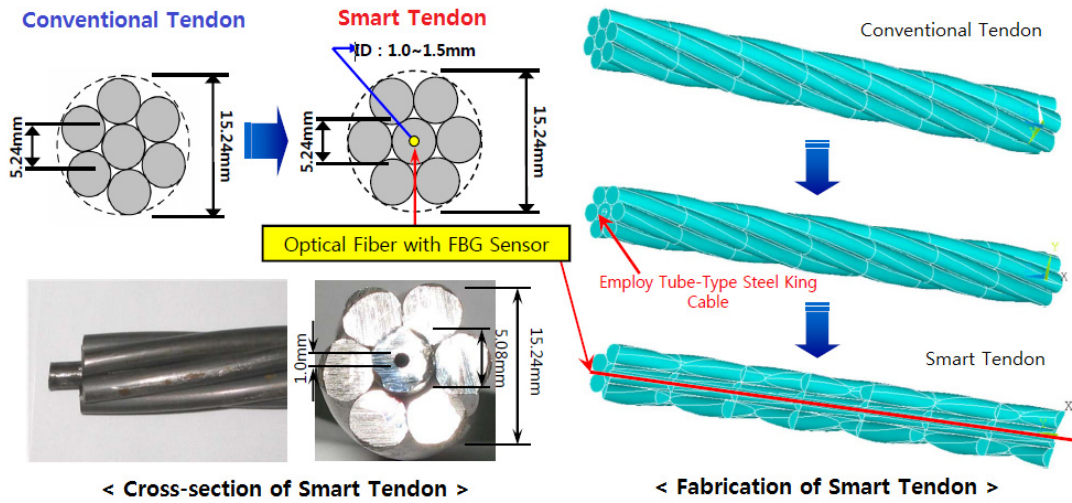 Conventional Tendon
Smart Tendon
ID : 1.0~1.5mm
5.24mm
15.24mm
5.24mm
15.24mm
Optical Fiber with FBG Sensor
1.0mm
5.08mm
15.24mm
< Cross-section of Smart Tendon >
Conventional Tendon
Y
Y
X
Employ Tube-Type Steel King
Cable
Smart Tendon
X
< Fabrication of Smart Tendon >